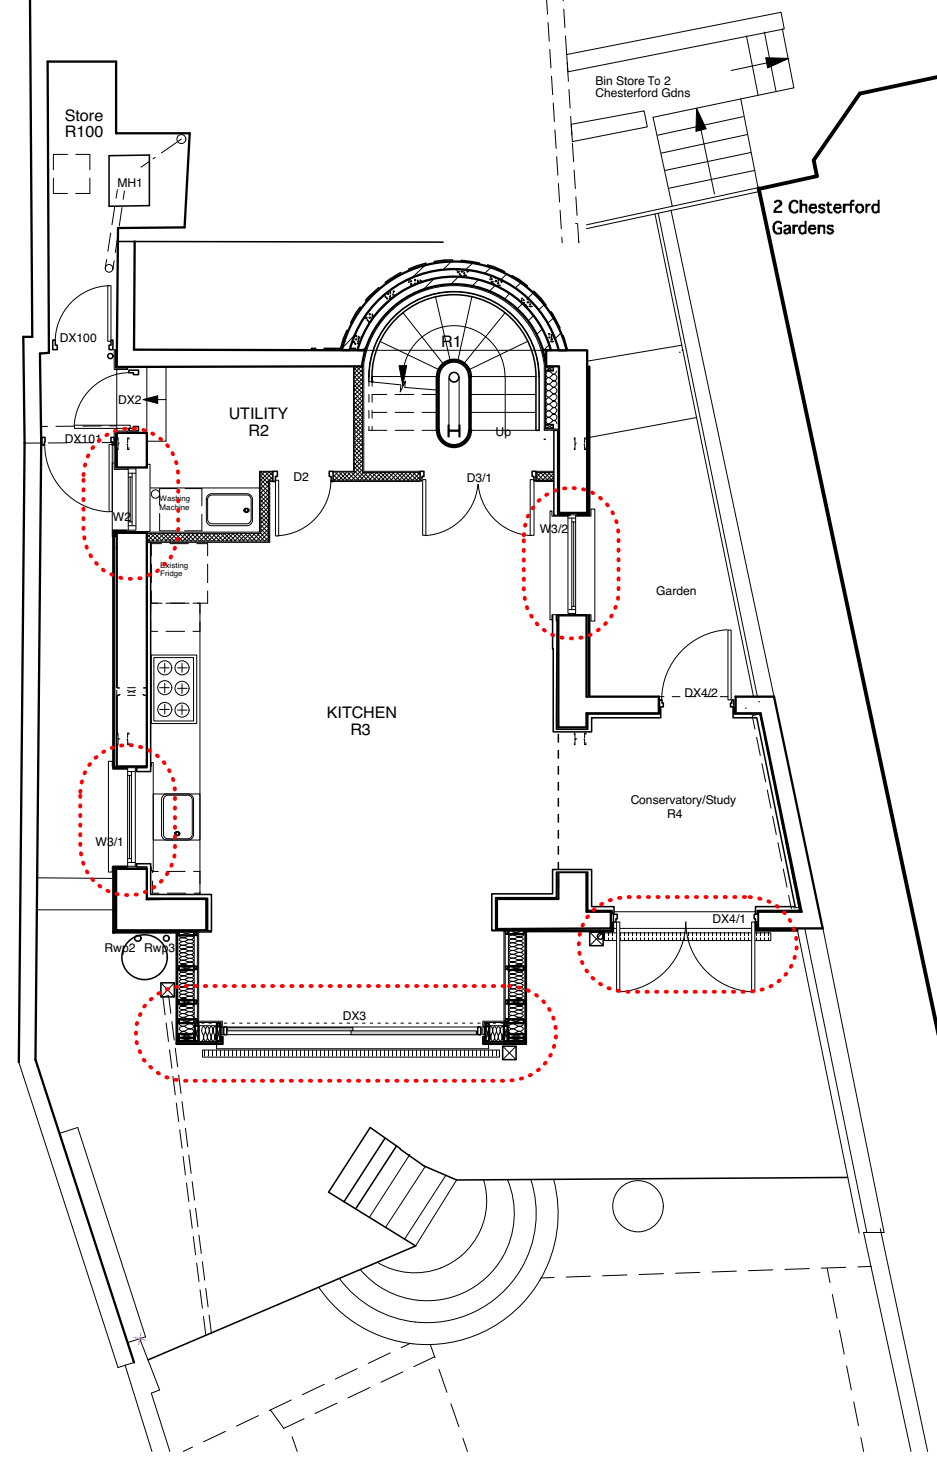 Bin Store To 2
Chesterford Gdns
Store
R100
MH1
2 Chesterford
Gardens
DX100
R1
DX2
UTILITY
R2
Up
DX101
D2
D3/1
Washing
Machine
W2
W3/2
Existing
Fridge
Garden
DX4/2
KITCHEN
R3
Conservatory/Study
R4
W3/1
DX4/1
Rwp2
Rwp3
DX3